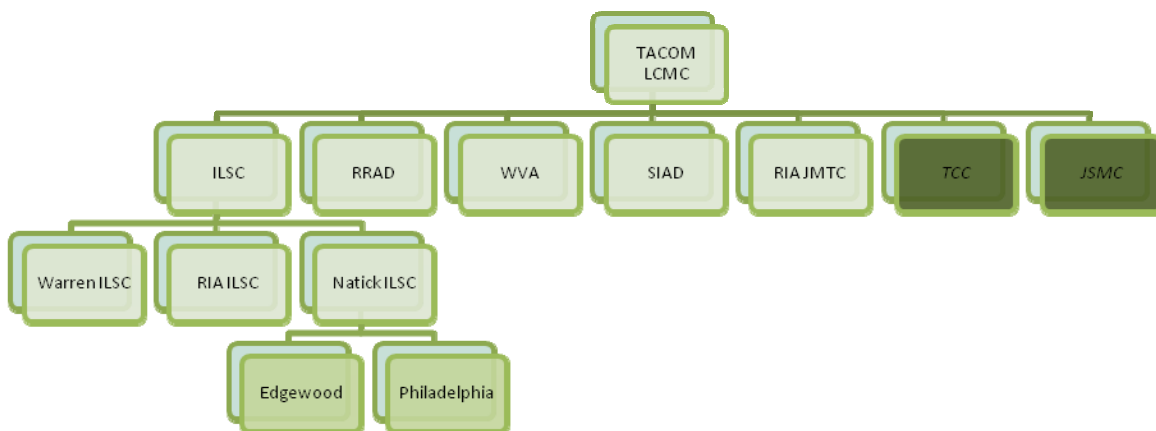 TACOM
LCMC
ILSC
RRAD
WVA
SIAD
RIA JMTC
TCC
JSMC
Warren ILSC
RIA ILSC
Natick ILSC
Edgewood
Philadelphia